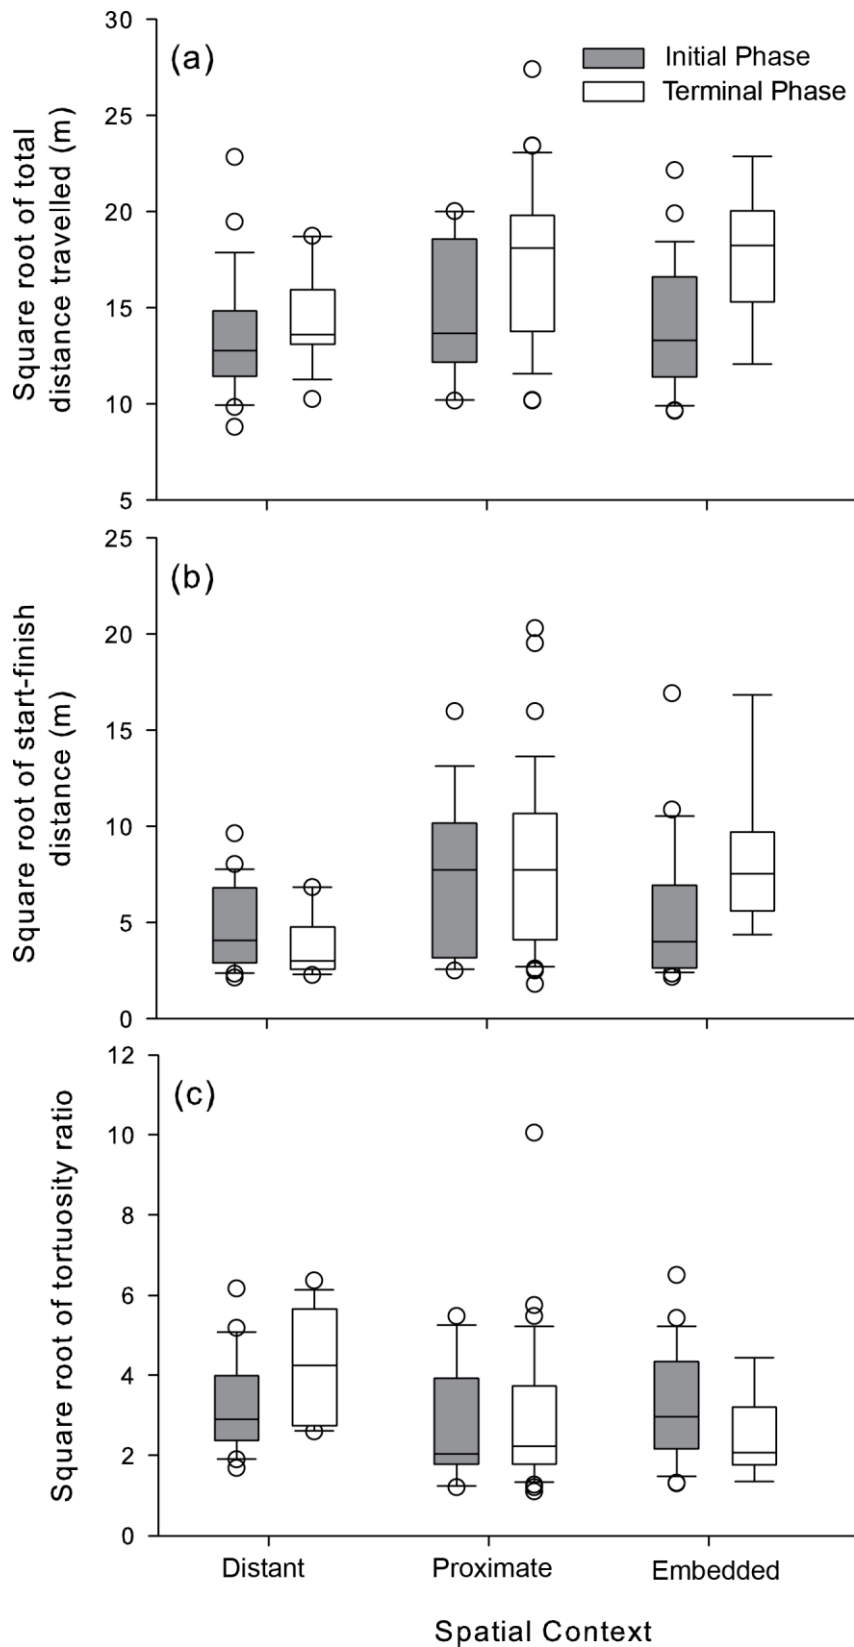 30
(a)
Initial Phase
Terminal Phase
25
20
15
10
5
Square root of total
distance travelled (m)
25
(b)
20
15
10
5
0
Square root of start-finish
distance (m)
12
(c)
10
8
6
4
2
0
Square root of tortuosity ratio
Distant
Proximate
Embedded
Spatial Context